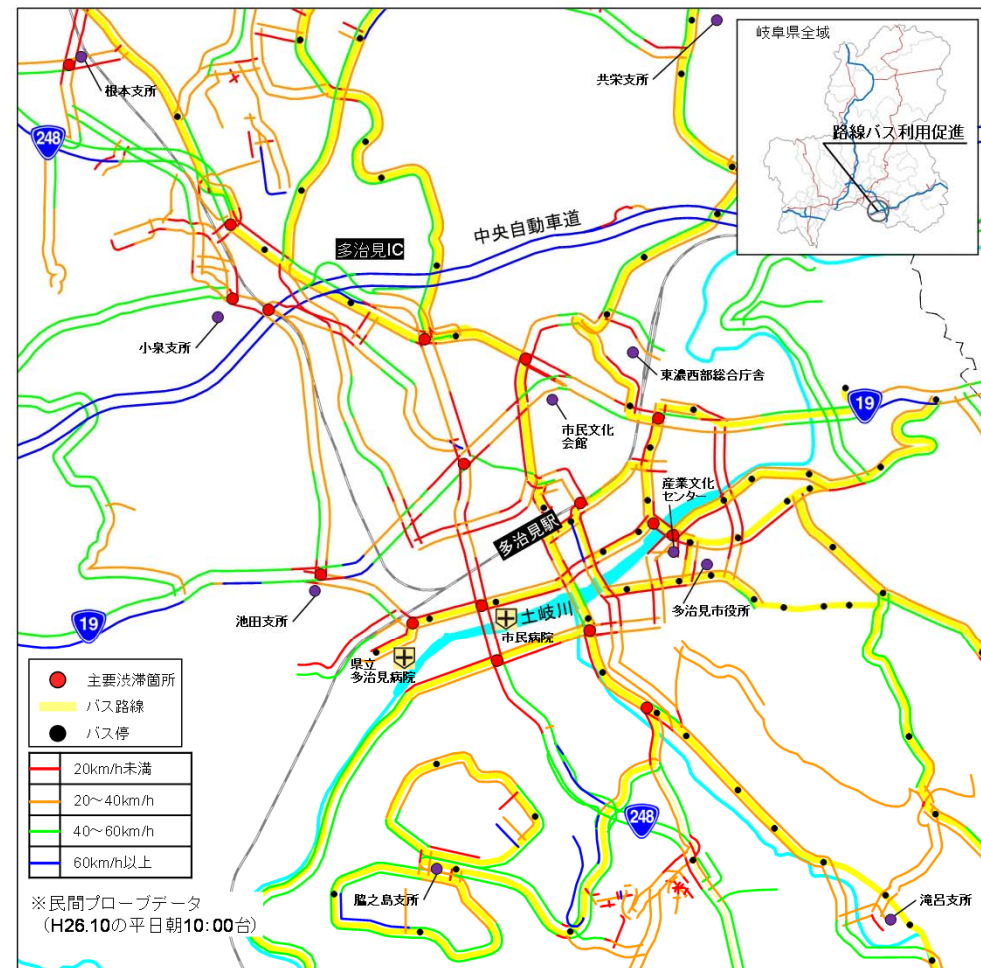 岐阜県全域
路線バス利用促進
共栄支所
根本支所
248
中央自動車道
多治見IC
小泉支所
東濃西部総合庁舎
19
市民文化
会館
産業文化
センター
多治見駅
多治見市役所
池田支所
19
土岐川
市民病院
県立
多治見病院
主要渋滞箇所
バス路線
バス停
20km/h未満
20~40km/h
40~60km/h
60km/h以上
248
脇之島支所
滝呂支所
※民間プローブデータ
(H26.10の平日朝10:00台)